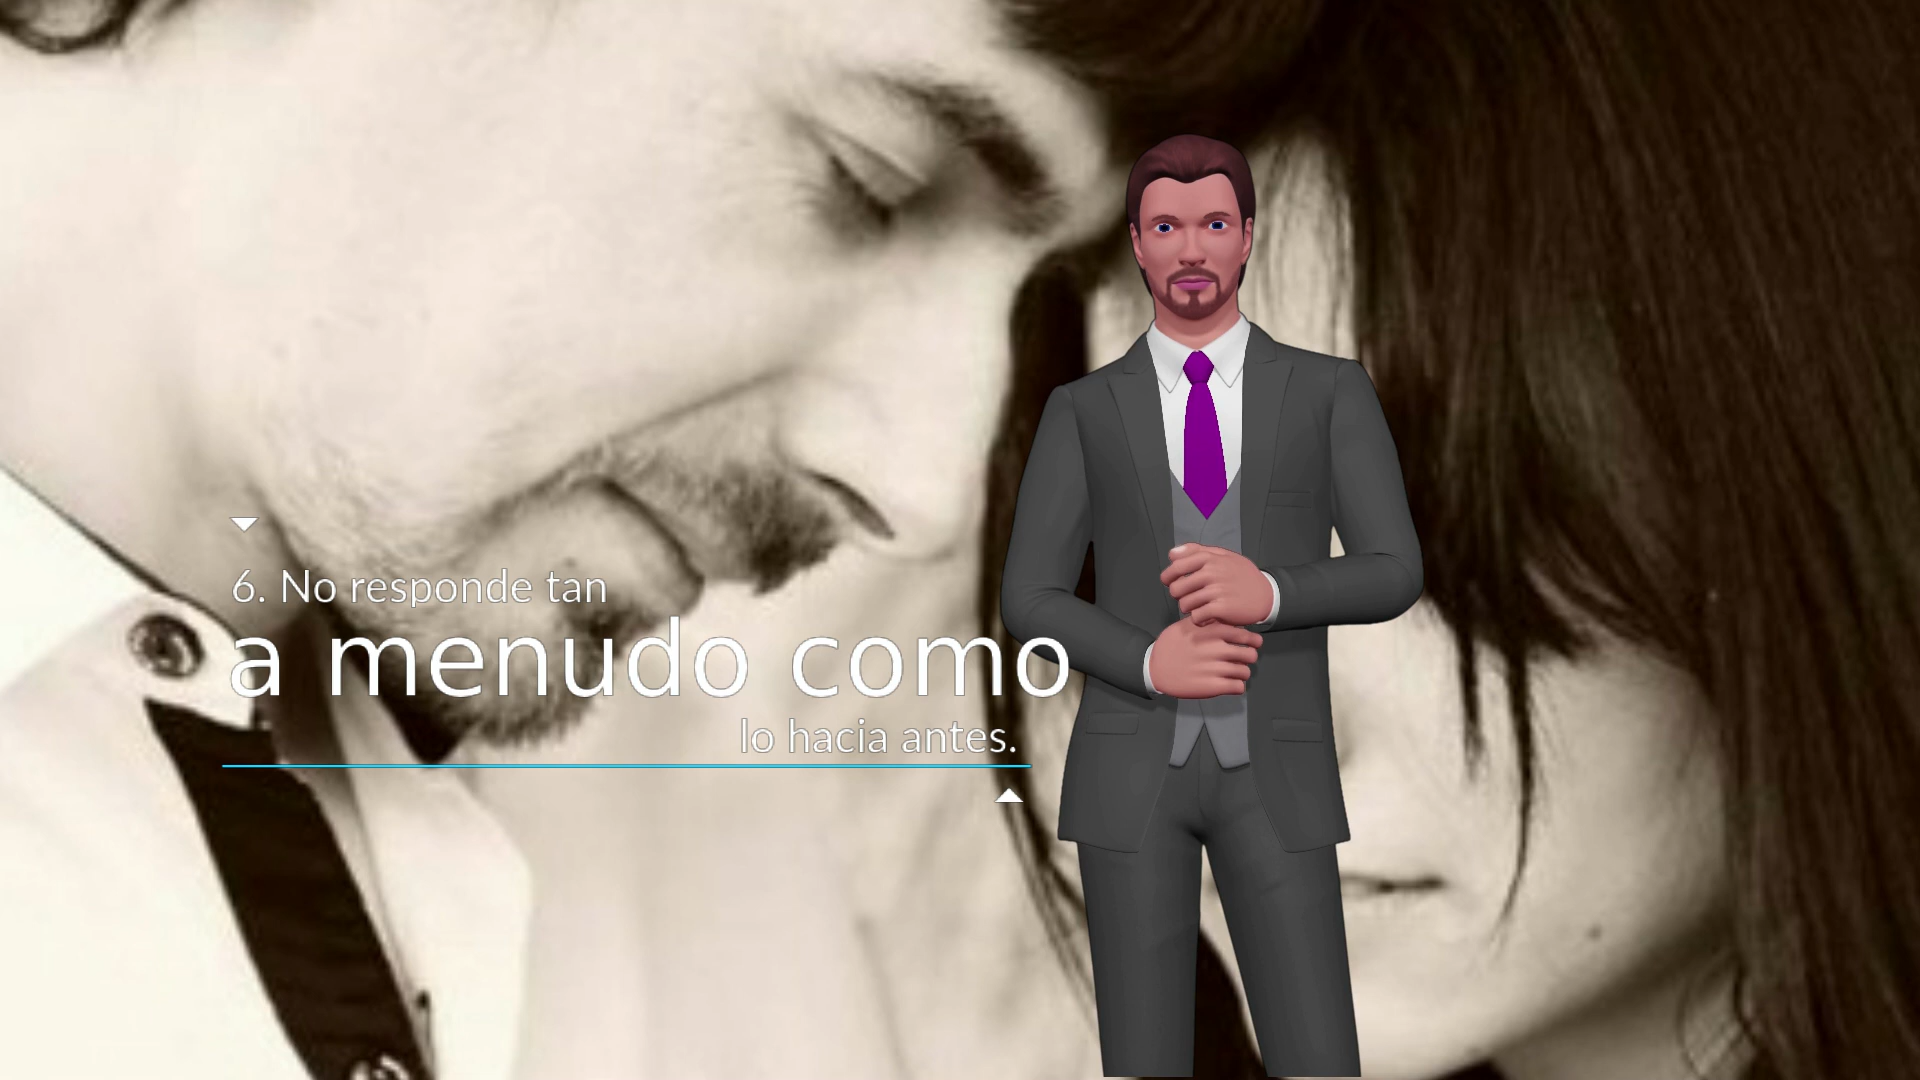 6. No responde tan
a menudo como
lo hacia antes.